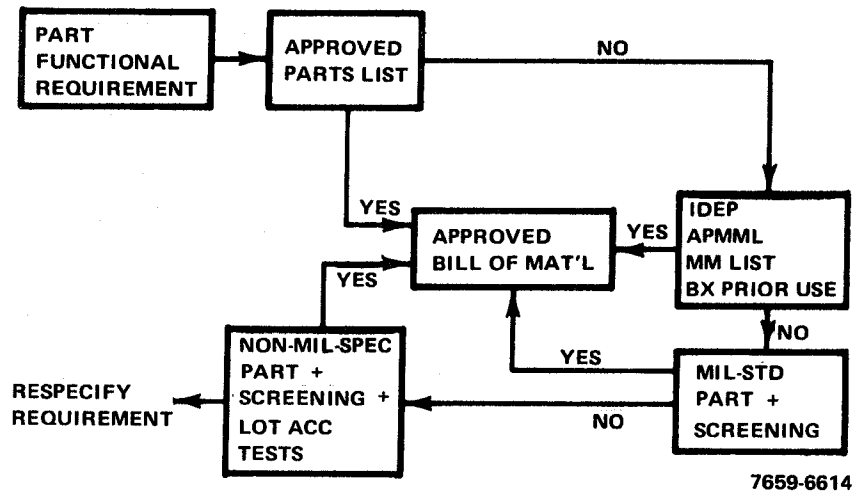 PART
FUNCTIONAL
REQUIREMENT
APPROVED
PARTS LIST
NO
YES
APPROVED
BILL OF MAT'L
YES
IDEP
APMML
MM LIST
BX PRIOR USE
YES
NO
NON-MIL-SPEC
PART +
SCREENING +
LOT ACC
TESTS
YES
MIL-STD
PART +
SCREENING
NO
RESPECIFY
REQUIREMENT
7659-6614